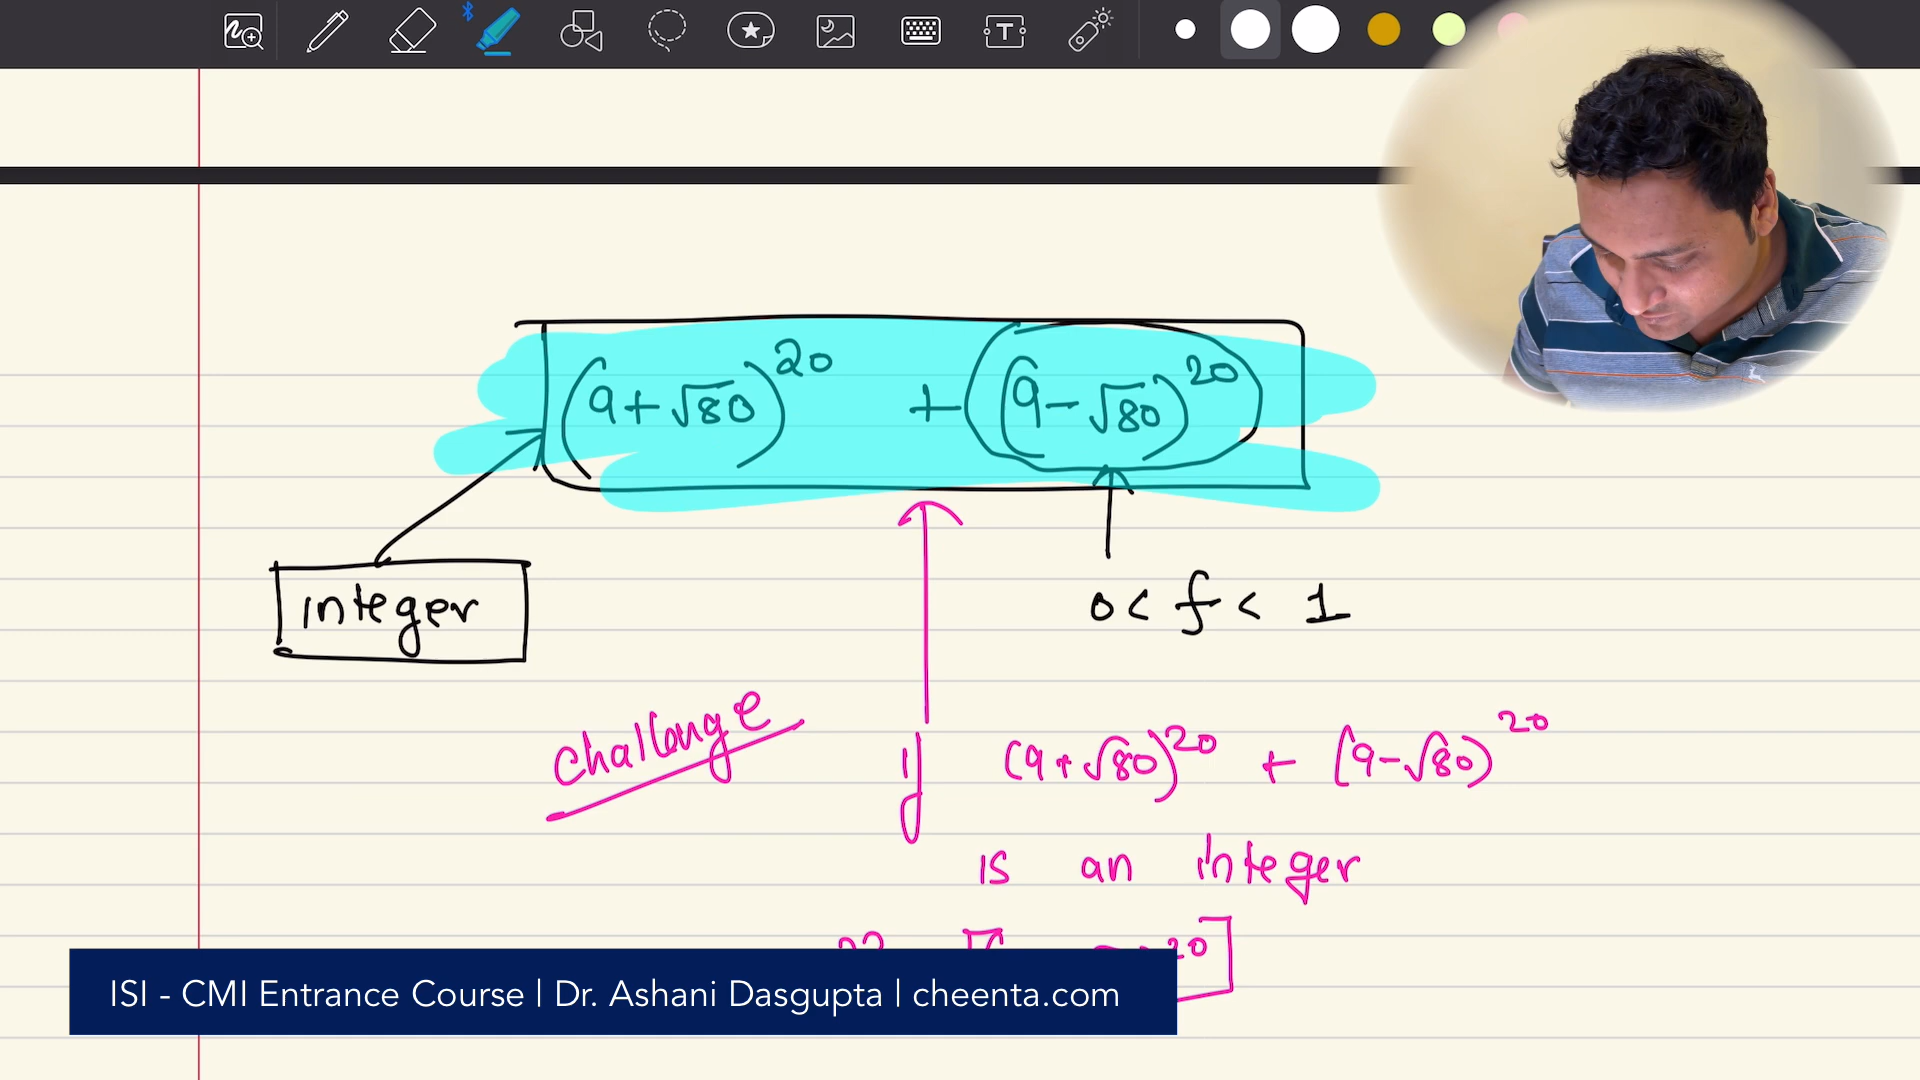 (9+√80)^20 + (9-√80)^20
integer
0 < f < 1
challenge
(9+√80)^20 + (9-√80)^20
is an integer
20
ISI - CMI Entrance Course | Dr. Ashani Dasgupta | cheenta.com